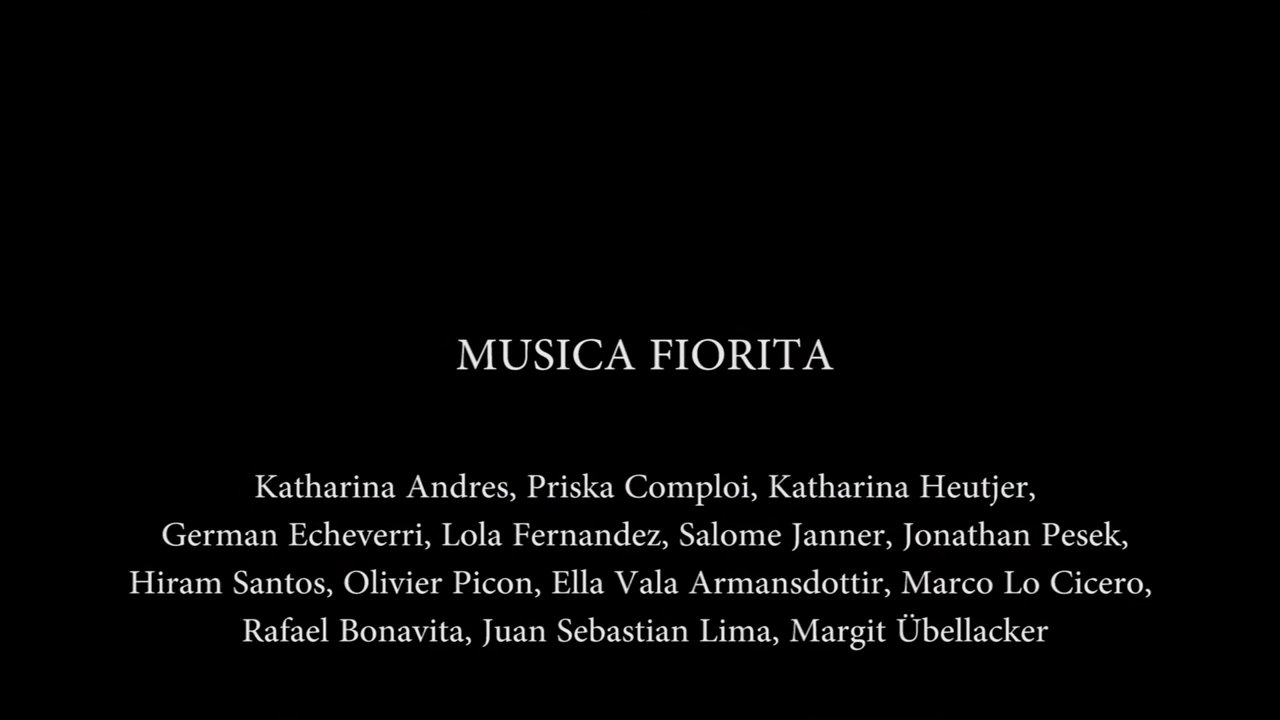 MUSICA FIORITA
Katharina Andres, Priska Comploi, Katharina Heutjer,
German Echeverri, Lola Fernandez, Salome Janner, Jonathan Pesek,
Hiram Santos, Olivier Picon, Ella Vala Armansdottir, Marco Lo Cicero,
Rafael Bonavita, Juan Sebastian Lima, Margit Übellacker